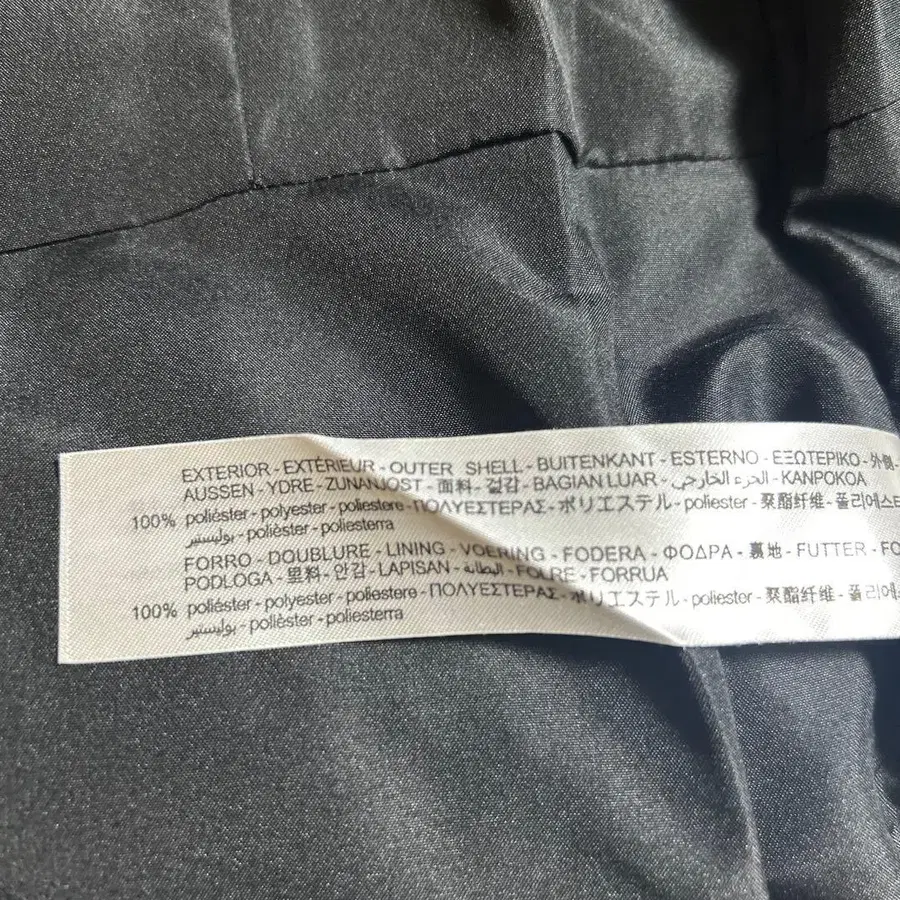 EXTERIOR - EXTÉRIEUR - OUTER SHELL - BUITENKANT - ESTERNO - ΕΞΩΤΕΡΙΚΟ - 外側 -
AUSSEN - YDRE - ZUNANJOST - 面料 - 겉감 - BAGIAN LUAR - الجزء الخارجي - KANPOKOA
100% poliéster - polyester - poliestere - ΠΟΛΥΕΣΤΕΡΑΣ - ポリエステル - poliester - 聚酯纤维 - 폴리에스
بوليستير - polièster - poliesterra
FORRO - DOUBLURE - LINING - VOERING - FODERA - ΦΟΔΡΑ - 裏地 - FUTTER - FO
PODLOGA - 里料 - 안감 - LAPISAN - البطانة - FOLRE - FORRUA
100% poliéster - polyester - poliestere - ΠΟΛΥΕΣΤΕΡΑΣ - ポリエステル - poliester - 聚酯纤维 - 폴리에
بوليستير - polièster - poliesterra